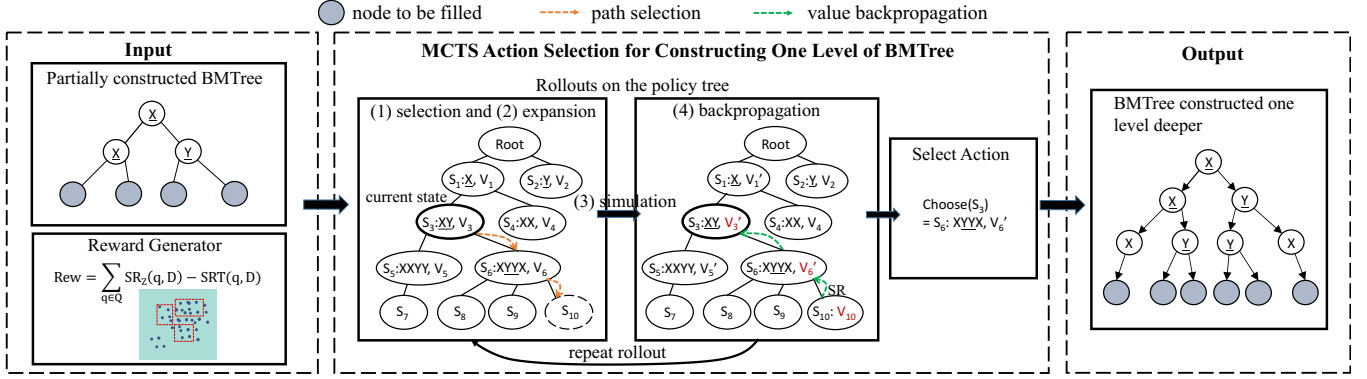 node to be filled
path selection
value backpropagation
Input
Partially constructed BMTree
X
X
Y
Reward Generator
Rew = ∑ SR_Z(q, D) − SRT(q, D)
q∈Q
MCTS Action Selection for Constructing One Level of BMTree
Rollouts on the policy tree
(1) selection and (2) expansion
Root
S₁:X, V₁
S₂:Y, V₂
current state
S₃:XY, V₃
S₄:XX, V₄
S₅:XXYY, V₅
S₆:XYYX, V₆
S₇
S₈
S₉
S₁₀
(3) simulation
(4) backpropagation
Root
S₁:X, V₁’
S₂:Y, V₂
S₃:XY, V₃’
S₄:XX, V₄
S₅:XXYY, V₅’
S₆:XYYX, V₆’
SR
S₇
S₈
S₉
S₁₀: V₁₀
repeat rollout
Select Action
Choose(S₃)
= S₆: XYYX, V₆’
Output
BMTree constructed one
level deeper
X
X
Y
X
Y
Y
X